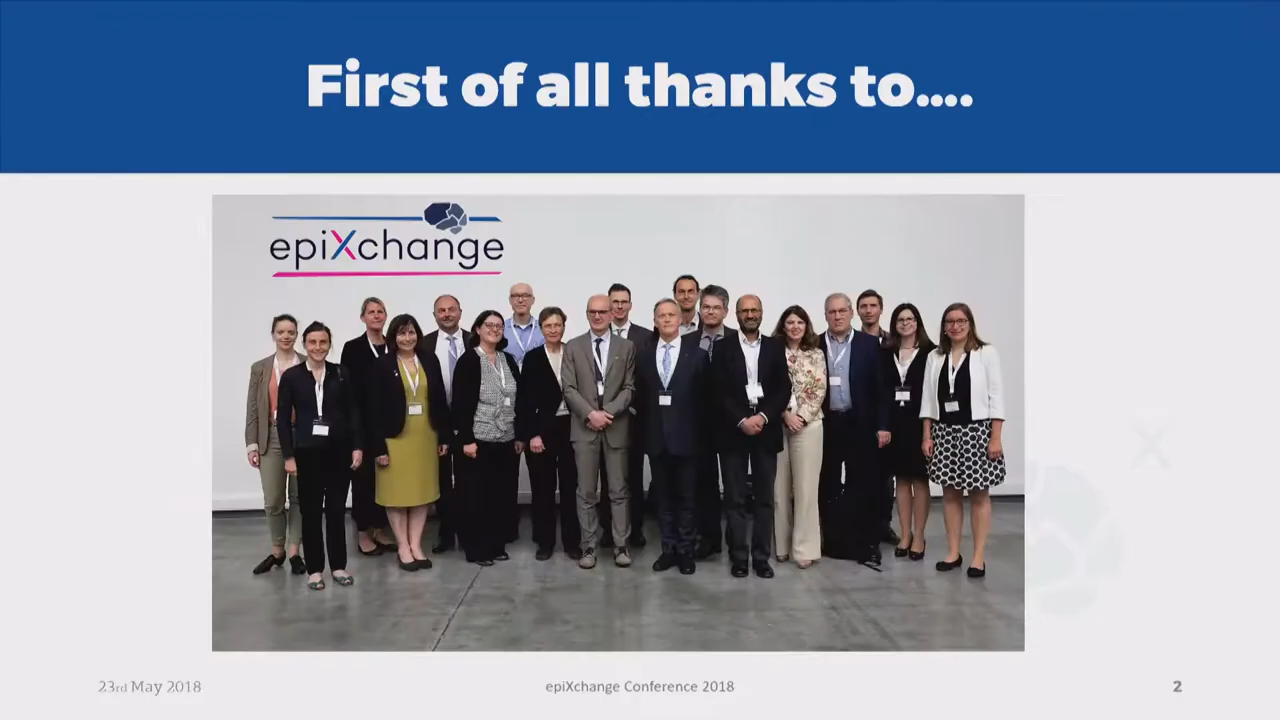 First of all thanks to....
epiXchange
23rd May 2018
epiXchange Conference 2018
2